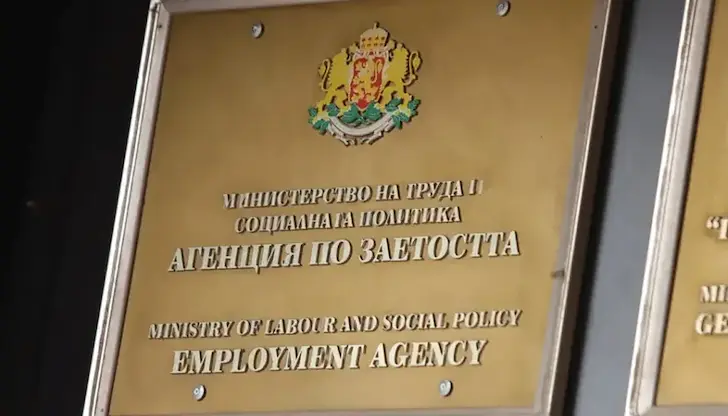 МИНИСТЕРСТВО НА ТРУДА И
СОЦИАЛНАТА ПОЛИТИКА
АГЕНЦИЯ ПО ЗАЕТОСТТА
MINISTRY OF LABOUR AND SOCIAL POLICY
EMPLOYMENT AGENCY